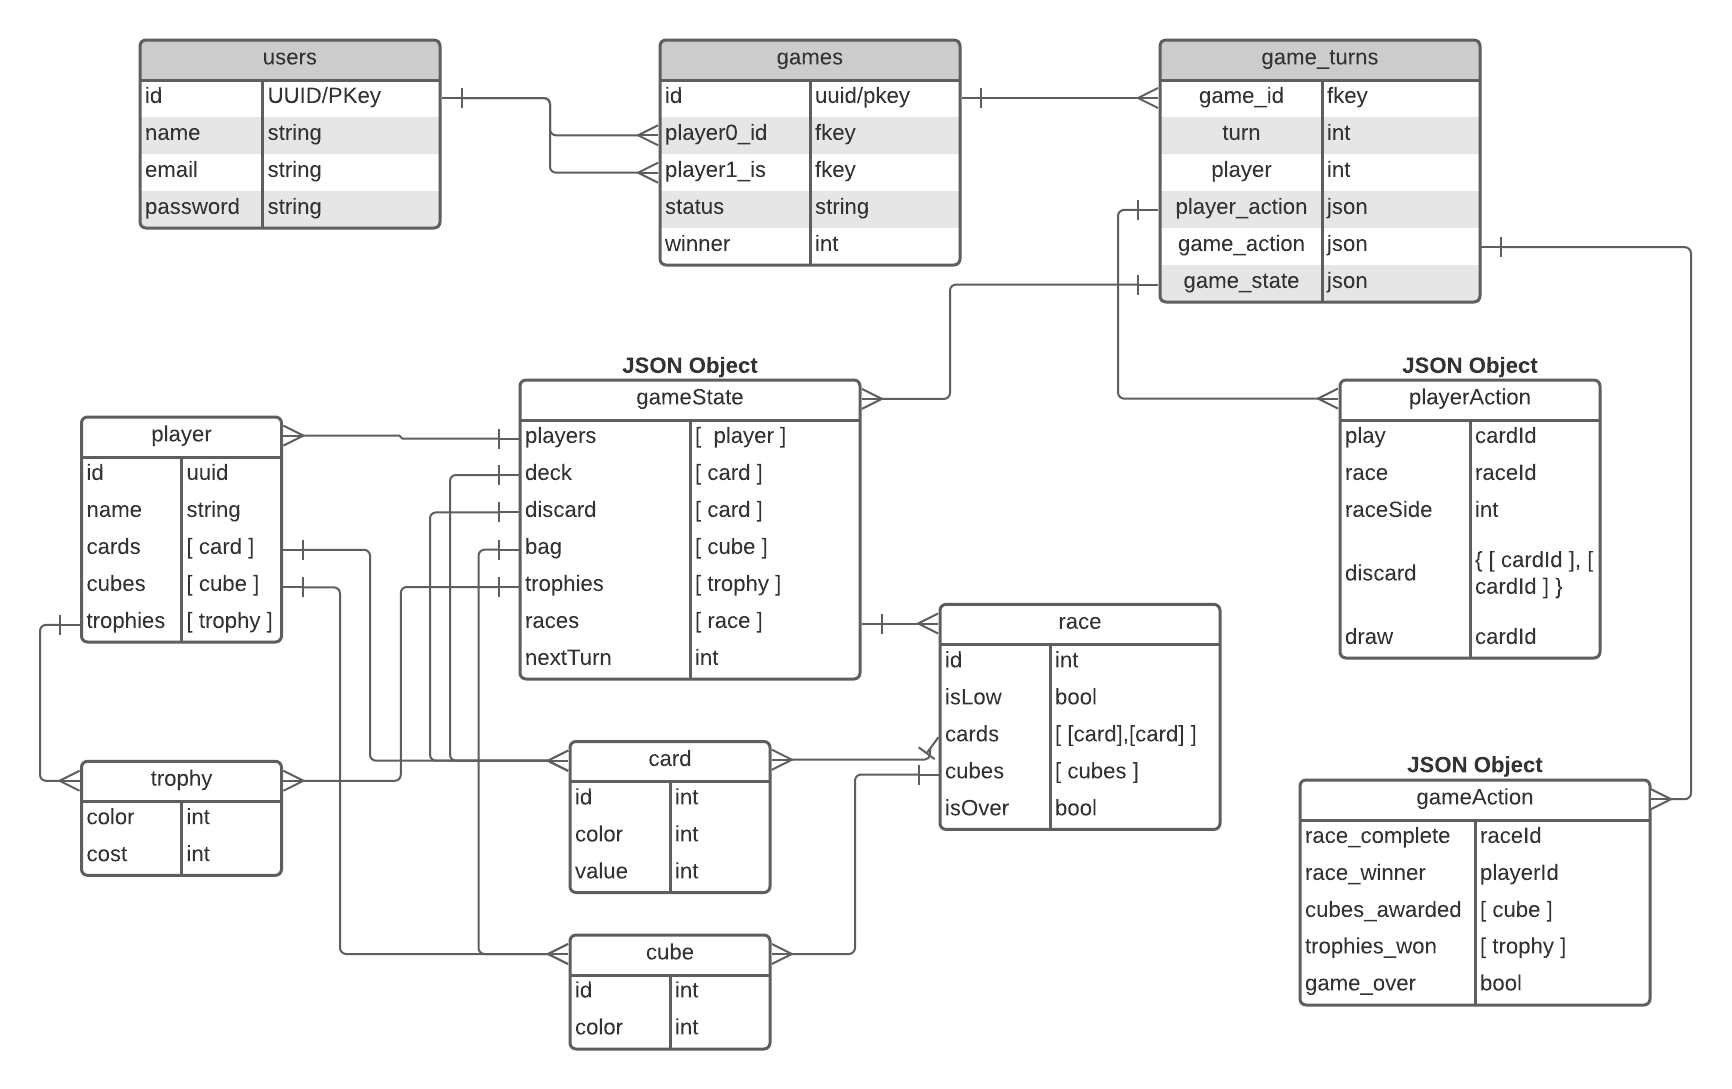 users
id UUID/PKey
name string
email string
password string
games
id uuid/pkey
player0_id fkey
player1_is fkey
status string
winner int
game_turns
game_id fkey
turn int
player int
player_action json
game_action json
game_state json
JSON Object
gameState
players [ player ]
deck [ card ]
discard [ card ]
bag [ cube ]
trophies [ trophy ]
races [ race ]
nextTurn int
JSON Object
playerAction
play cardId
race raceId
raceSide int
discard { [ cardId ], [
cardId ] }
draw cardId
player
id uuid
name string
cards [ card ]
cubes [ cube ]
trophies [ trophy ]
race
id int
isLow bool
cards [ [card],[card] ]
cubes [ cubes ]
isOver bool
trophy
color int
cost int
card
id int
color int
value int
JSON Object
gameAction
race_complete raceId
race_winner playerId
cubes_awarded [ cube ]
trophies_won [ trophy ]
game_over bool
cube
id int
color int